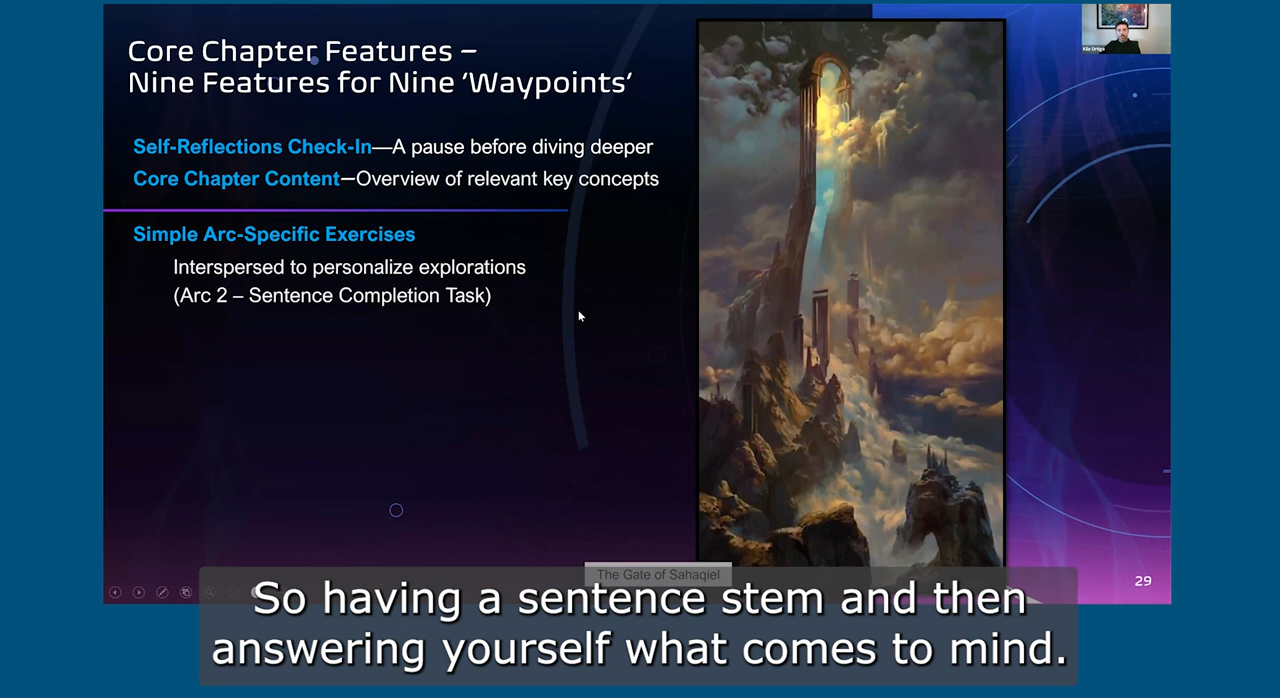 Core Chapter Features –
Nine Features for Nine ‘Waypoints’
Self-Reflections Check-In—A pause before diving deeper
Core Chapter Content—Overview of relevant key concepts
Simple Arc-Specific Exercises
Interspersed to personalize explorations
(Arc 2 – Sentence Completion Task)
Kile Ortigo
The Gate of Sahaqiel
29
So having a sentence stem and then
answering yourself what comes to mind.